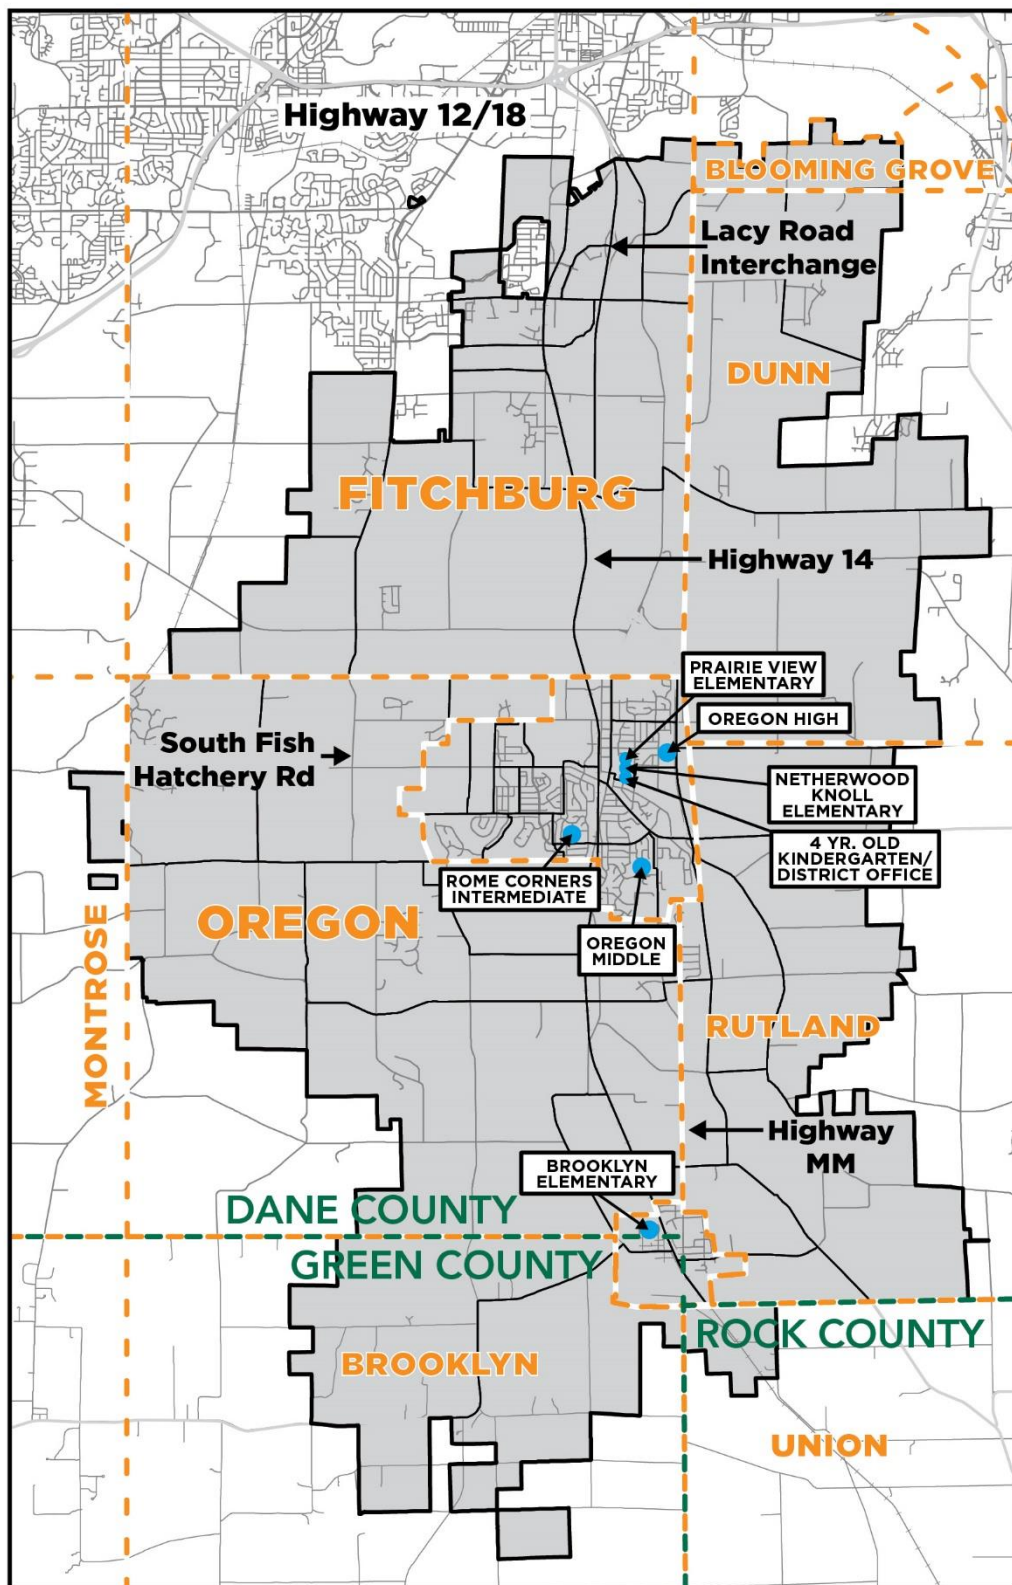 Highway 12/18
BLOOMING GROVE
Lacy Road
Interchange
DUNN
FITCHBURG
Highway 14
PRAIRIE VIEW
ELEMENTARY
OREGON HIGH
South Fish
Hatchery Rd
NETHERWOOD
KNOLL
ELEMENTARY
4 YR. OLD
KINDERGARTEN/
DISTRICT OFFICE
ROME CORNERS
INTERMEDIATE
OREGON
OREGON
MIDDLE
MONTROSE
RUTLAND
Highway
MM
BROOKLYN
ELEMENTARY
DANE COUNTY
GREEN COUNTY
ROCK COUNTY
BROOKLYN
UNION